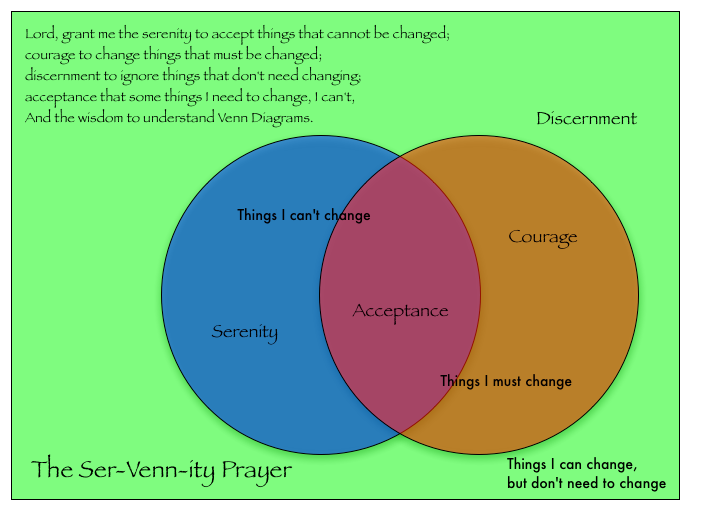 Lord, grant me the serenity to accept things that cannot be changed;
courage to change things that must be changed;
discernment to ignore things that don't need changing;
acceptance that some things I need to change, I can't,
And the wisdom to understand Venn Diagrams.
Discernment
Things I can't change
Courage
Acceptance
Serenity
Things I must change
The Ser-Venn-ity Prayer
Things I can change,
but don't need to change